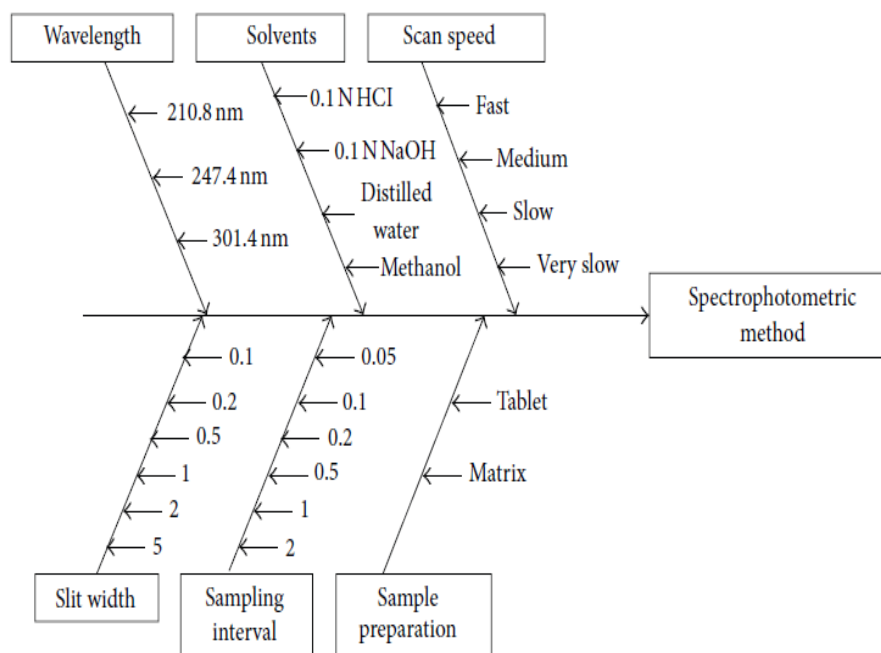 Wavelength
Solvents
Scan speed
210.8 nm
247.4 nm
301.4 nm
0.1 N HCI
0.1 N NaOH
Distilled
water
Methanol
Fast
Medium
Slow
Very slow
Spectrophotometric
method
0.1
0.2
0.5
1
2
5
0.05
0.1
0.2
0.5
1
2
Tablet
Matrix
Slit width
Sampling
interval
Sample
preparation